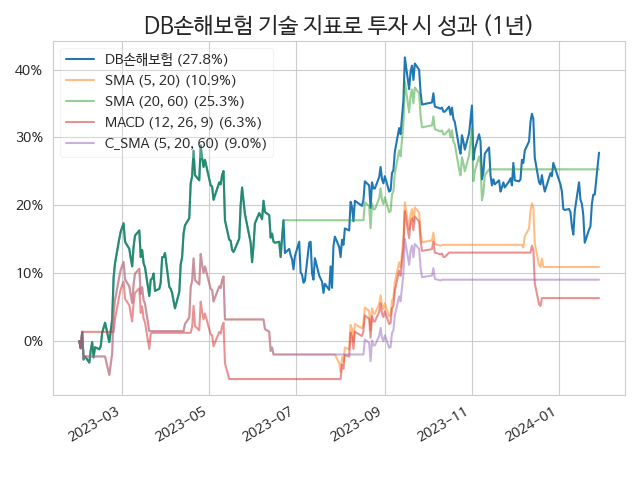 DB손해보험 기술 지표로 투자 시 성과 (1년)
DB손해보험 (27.8%)
SMA (5, 20) (10.9%)
SMA (20, 60) (25.3%)
MACD (12, 26, 9) (6.3%)
C_SMA (5, 20, 60) (9.0%)
40%
30%
20%
10%
0%
2023-03
2023-05
2023-07
2023-09
2023-11
2024-01